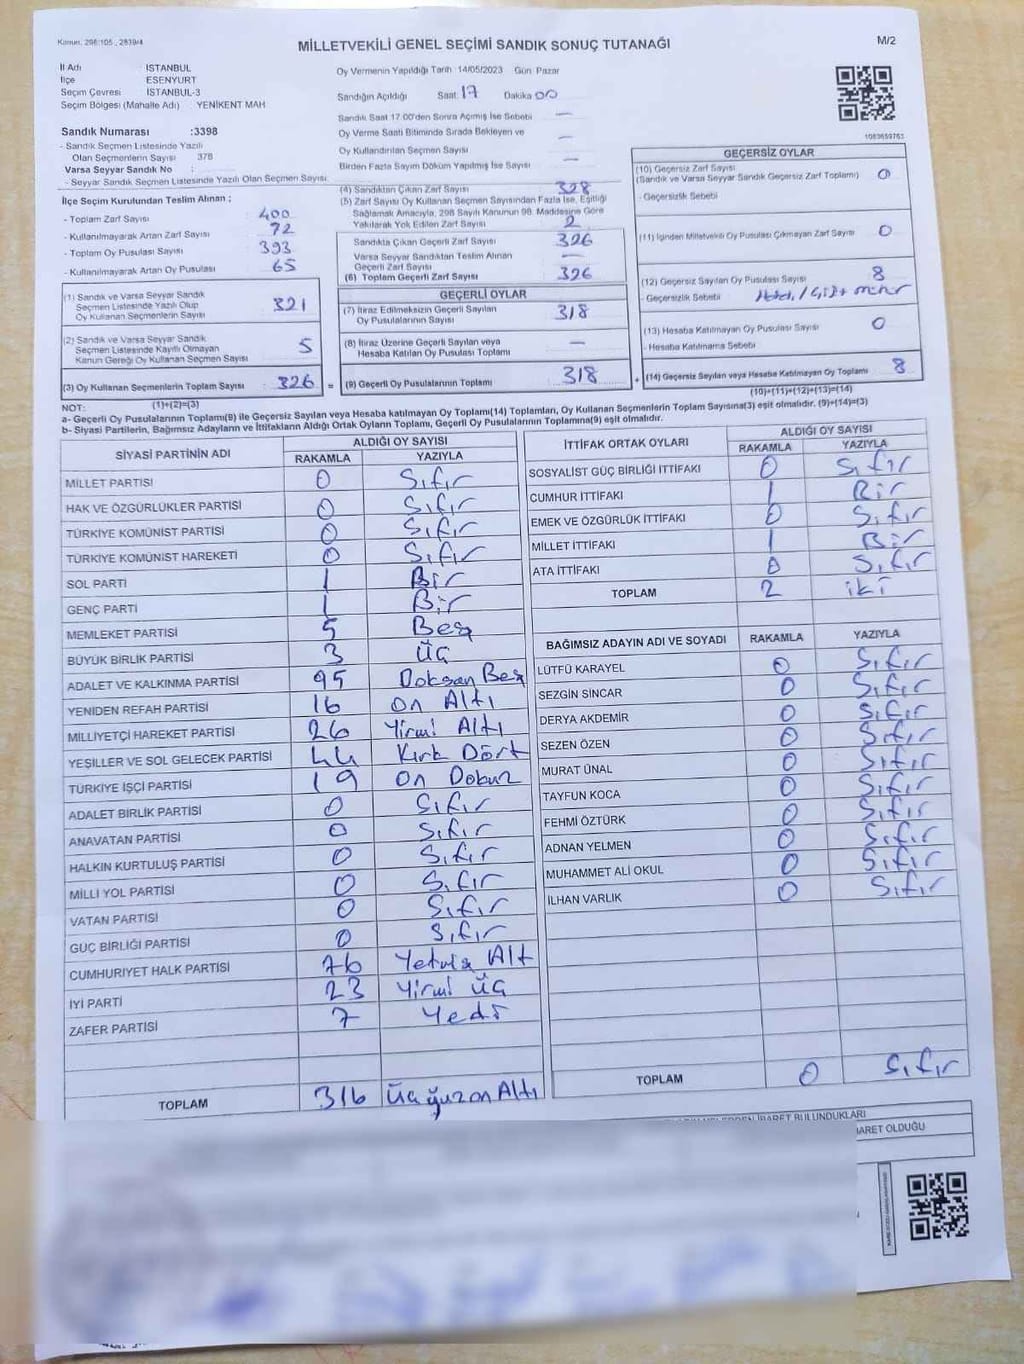 Kanun: 298/105 , 2839/4
MİLLETVEKİLİ GENEL SEÇİMİ SANDIK SONUÇ TUTANAĞI
M/2
İl Adı İSTANBUL
İlçe ESENYURT
Seçim Çevresi İSTANBUL-3
Seçim Bölgesi (Mahalle Adı) YENİKENT MAH
Sandık Numarası :3398
- Sandık Seçmen Listesinde Yazılı
Olan Seçmenlerin Sayısı 378
Varsa Seyyar Sandık No :
- Seyyar Sandık Seçmen Listesinde Yazılı Olan Seçmen Sayısı:
Oy Vermenin Yapıldığı Tarih :14/05/2023 Gün: Pazar
Sandığın Açıldığı Saat: 17 Dakika 00
Sandık Saat 17.00'den Sonra Açılmış İse Sebebi —
Oy Verme Saati Bitiminde Sırada Bekleyen ve
Oy Kullandırılan Seçmen Sayısı —
Birden Fazla Sayım Döküm Yapılmış İse Sayısı —
1083659763
İlçe Seçim Kurulundan Teslim Alınan ;
- Toplam Zarf Sayısı 400
- Kullanılmayarak Artan Zarf Sayısı 72
- Toplam Oy Pusulası Sayısı 393
- Kullanılmayarak Artan Oy Pusulası 65
(1) Sandık ve Varsa Seyyar Sandık
Seçmen Listesinde Yazılı Olup
Oy Kullanan Seçmenlerin Sayısı 321
(2) Sandık ve Varsa Seyyar Sandık
Seçmen Listesinde Kayıtlı Olmayan
Kanun Gereği Oy Kullanan Seçmen Sayısı 5
(3) Oy Kullanan Seçmenlerin Toplam Sayısı 326 =
(1)+(2)=(3)
(4) Sandıktan Çıkan Zarf Sayısı 328
(5) Zarf Sayısı Oy Kullanan Seçmen Sayısından Fazla İse, Eşitliği
Sağlamak Amacıyla, 298 Sayılı Kanunun 98. Maddesine Göre
Yakılarak Yok Edilen Zarf Sayısı 2
Sandıkta Çıkan Geçerli Zarf Sayısı 326
Varsa Seyyar Sandıktan Teslim Alınan
Geçerli Zarf Sayısı —
(6) Toplam Geçerli Zarf Sayısı 326
GEÇERLİ OYLAR
(7) İtiraz Edilmeksizin Geçerli Sayılan
Oy Pusulalarının Sayısı 318
(8) İtiraz Üzerine Geçerli Sayılan veya
Hesaba Katılan Oy Pusulası Toplamı —
(9) Geçerli Oy Pusulalarının Toplamı 318 +
GEÇERSİZ OYLAR
(10) Geçersiz Zarf Sayısı
(Sandık ve Varsa Seyyar Sandık Geçersiz Zarf Toplamı) 0
- Geçersizlik Sebebi
(11) İçinden Milletvekili Oy Pusulası Çıkmayan Zarf Sayısı 0
(12) Geçersiz Sayılan Oy Pusulası Sayısı 8
- Geçersizlik Sebebi
(13) Hesaba Katılmayan Oy Pusulası Sayısı 0
- Hesaba Katılmama Sebebi
(14) Geçersiz Sayılan veya Hesaba Katılmayan Oy Toplamı 8
(10)+(11)+(12)+(13)=(14)
NOT:
a- Geçerli Oy Pusulalarının Toplamı(9) ile Geçersiz Sayılan veya Hesaba katılmayan Oy Toplamı(14) Toplamları, Oy Kullanan Seçmenlerin Toplam Sayısına(3) eşit olmalıdır. (9)+(14)=(3)
b- Siyasi Partilerin, Bağımsız Adayların ve İttifakların Aldığı Ortak Oyların Toplamı, Geçerli Oy Pusulalarının Toplamına(9) eşit olmalıdır.
SİYASİ PARTİNİN ADI ALDIĞI OY SAYISI
RAKAMLA YAZIYLA
MİLLET PARTİSİ 0 Sıfır
HAK VE ÖZGÜRLÜKLER PARTİSİ 0 Sıfır
TÜRKİYE KOMÜNİST PARTİSİ 0 Sıfır
TÜRKİYE KOMÜNİST HAREKETİ 0 Sıfır
SOL PARTİ 1 Bir
GENÇ PARTİ 1 Bir
MEMLEKET PARTİSİ 5 Beş
BÜYÜK BİRLİK PARTİSİ 3 Üç
ADALET VE KALKINMA PARTİSİ 95 Doksan Beş
YENİDEN REFAH PARTİSİ 16 On Altı
MİLLİYETÇİ HAREKET PARTİSİ 26 Yirmi Altı
YEŞİLLER VE SOL GELECEK PARTİSİ 44 Kırk Dört
TÜRKİYE İŞÇİ PARTİSİ 19 On Dokuz
ADALET BİRLİK PARTİSİ 0 Sıfır
ANAVATAN PARTİSİ 0 Sıfır
HALKIN KURTULUŞ PARTİSİ 0 Sıfır
MİLLİ YOL PARTİSİ 0 Sıfır
VATAN PARTİSİ 0 Sıfır
GÜÇ BİRLİĞİ PARTİSİ 0 Sıfır
CUMHURİYET HALK PARTİSİ 76 Yetmiş Alt
İYİ PARTİ 23 Yirmi Üç
ZAFER PARTİSİ 7 Yedi
TOPLAM 316 Üçğuzon Altı
İTTİFAK ORTAK OYLARI ALDIĞI OY SAYISI
RAKAMLA YAZIYLA
SOSYALİST GÜÇ BİRLİĞİ İTTİFAKI 0 Sıfır
CUMHUR İTTİFAKI 1 Bir
EMEK VE ÖZGÜRLÜK İTTİFAKI 0 Sıfır
MİLLET İTTİFAKI 1 Bir
ATA İTTİFAKI 0 Sıfır
TOPLAM 2 iki
BAĞIMSIZ ADAYIN ADI VE SOYADI RAKAMLA YAZIYLA
LÜTFÜ KARAYEL 0 Sıfır
SEZGİN SİNCAR 0 Sıfır
DERYA AKDEMİR 0 Sıfır
SEZEN ÖZEN 0 Sıfır
MURAT ÜNAL 0 Sıfır
TAYFUN KOCA 0 Sıfır
FEHMİ ÖZTÜRK 0 Sıfır
ADNAN YELMEN 0 Sıfır
MUHAMMET ALİ OKUL 0 Sıfır
İLHAN VARLIK 0 Sıfır
TOPLAM 0 Sıfır
İBARET BULUNDUKLARI
BARET OLDUĞU